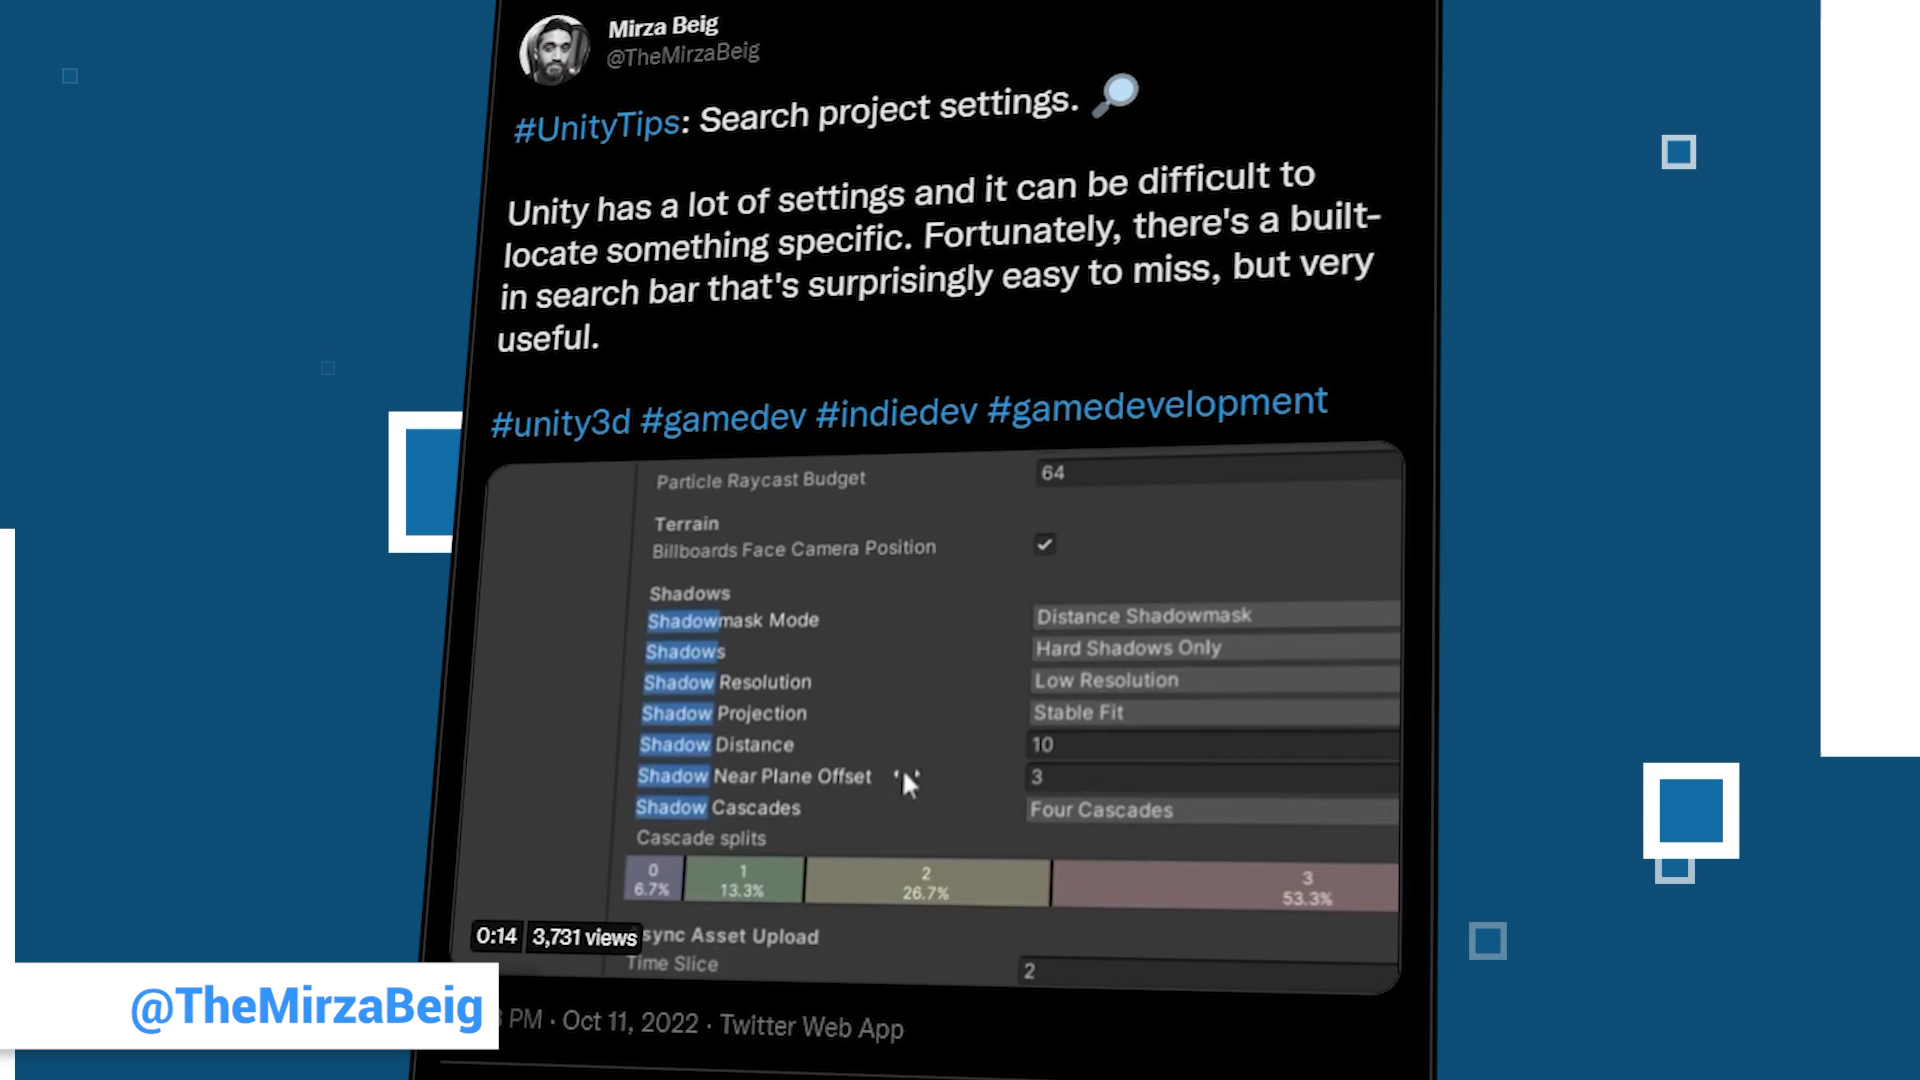 Mirza Beig
@TheMirzaBeig
#UnityTips: Search project settings.
Unity has a lot of settings and it can be difficult to
locate something specific. Fortunately, there's a built-
in search bar that's surprisingly easy to miss, but very
useful.
#unity3d #gamedev #indiedev #gamedevelopment
Particle Raycast Budget 64
Terrain
Billboards Face Camera Position
Shadows
Shadowmask Mode Distance Shadowmask
Shadows Hard Shadows Only
Shadow Resolution Low Resolution
Shadow Projection Stable Fit
Shadow Distance 10
Shadow Near Plane Offset 3
Shadow Cascades Four Cascades
Cascade splits
0 1 2 3
6.7% 13.3% 26.7% 53.3%
sync Asset Upload
Time Slice 2
0:14 3,731 views
PM · Oct 11, 2022 · Twitter Web App
@TheMirzaBeig